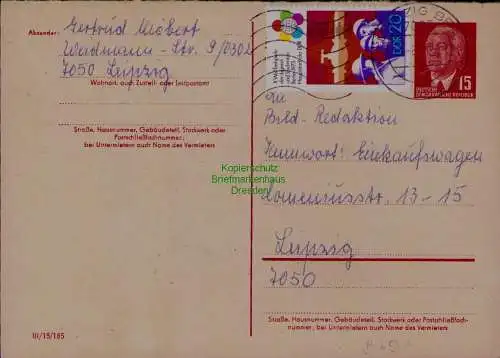 Absender: Gertrud Miobert
Weidmann-Str. 9/0302
7050 Leipzig
Wohnort, auch Zustell- oder Leitpostamt
Straße, Hausnummer, Gebäudeteil, Stockwerk oder
Postschließfachnummer;
bei Untermietern auch Name des Vermieters
III/15/185
DDR 20
15
DEUTSCHE
DEMOKRATISCHE REPUBLIK
An
Bild-Redaktion
Kennwort: Einkaufswagen
Comeniusstr. 13-15
Leipzig
7050
Straße, Hausnummer, Gebäudeteil, Stockwerk oder Postschließfach-
nummer, bei Untermietern auch Name des Vermieters
Kopierschutz
Briefmarkenhaus
Dresden